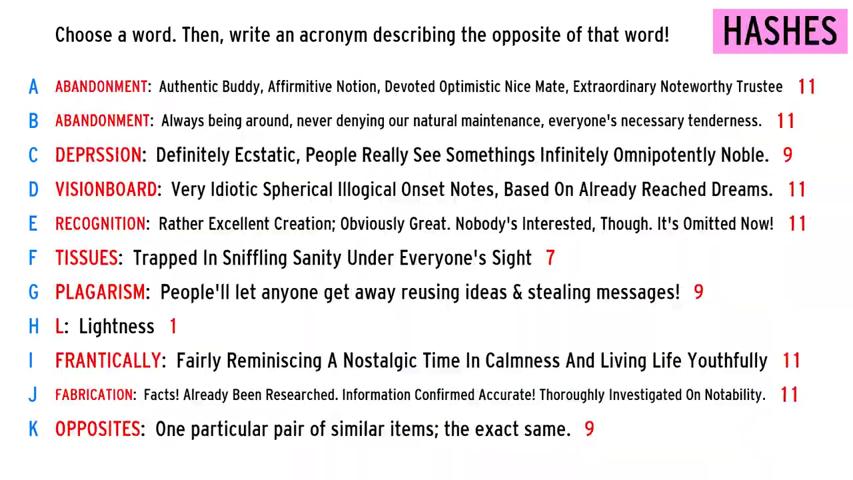 Choose a word. Then, write an acronym describing the opposite of that word!
HASHES
A ABANDONMENT: Authentic Buddy, Affirmitive Notion, Devoted Optimistic Nice Mate, Extraordinary Noteworthy Trustee 11
B ABANDONMENT: Always being around, never denying our natural maintenance, everyone's necessary tenderness. 11
C DEPRSSION: Definitely Ecstatic, People Really See Somethings Infinitely Omnipotently Noble. 9
D VISIONBOARD: Very Idiotic Spherical Illogical Onset Notes, Based On Already Reached Dreams. 11
E RECOGNITION: Rather Excellent Creation; Obviously Great. Nobody's Interested, Though. It's Omitted Now! 11
F TISSUES: Trapped In Sniffling Sanity Under Everyone's Sight 7
G PLAGARISM: People'll let anyone get away reusing ideas & stealing messages! 9
H L: Lightness 1
I FRANTICALLY: Fairly Reminiscing A Nostalgic Time In Calmness And Living Life Youthfully 11
J FABRICATION: Facts! Already Been Researched. Information Confirmed Accurate! Thoroughly Investigated On Notability. 11
K OPPOSITES: One particular pair of similar items; the exact same. 9